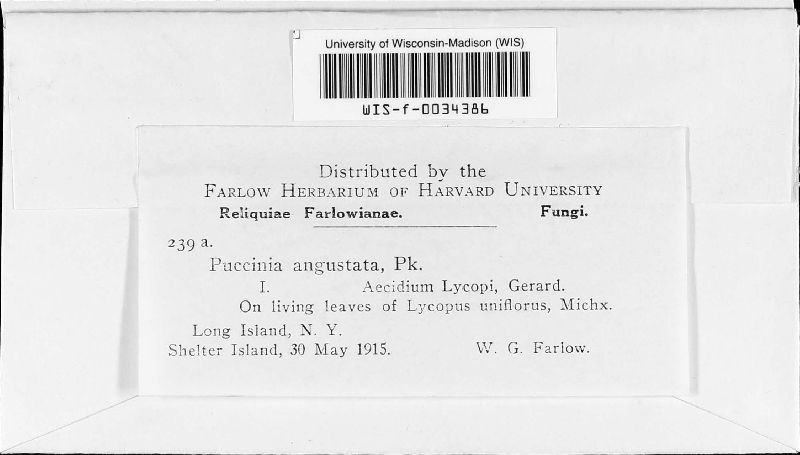 University of Wisconsin-Madison (WIS)
WIS-f-0034386
Distributed by the
FARLOW HERBARIUM OF HARVARD UNIVERSITY
Reliquiae Farlowianae. Fungi.
239 a.
Puccinia angustata, Pk.
I. Aecidium Lycopi, Gerard.
On living leaves of Lycopus uniflorus, Michx.
Long Island, N. Y.
Shelter Island, 30 May 1915. W. G. Farlow.